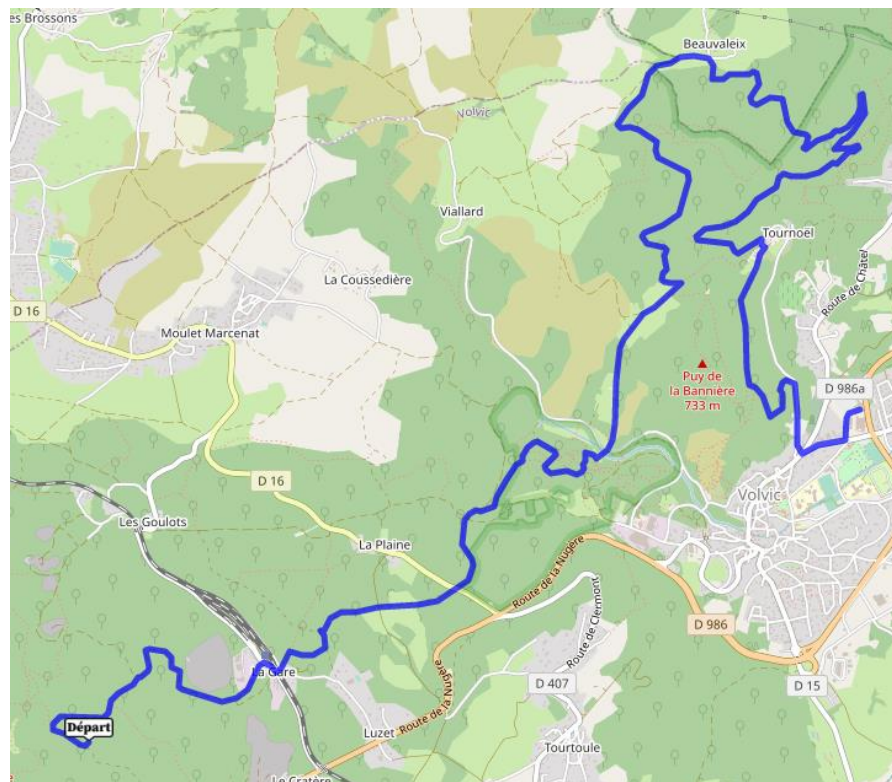 es Brossons
Beauvaleix
Volvic
Viallard
Tournoël
Route de Châtel
La Coussedière
D 16
Moulet Marcenat
Puy de
la Bannière
733 m
D 986a
D 16
Volvic
Les Goulots
La Plaine
Route de la Nugère
Route de Clermont
D 986
La Gare
D 407
D 15
Départ
Route de la Nugère
Luzet
Tourtoule
Le Cratère